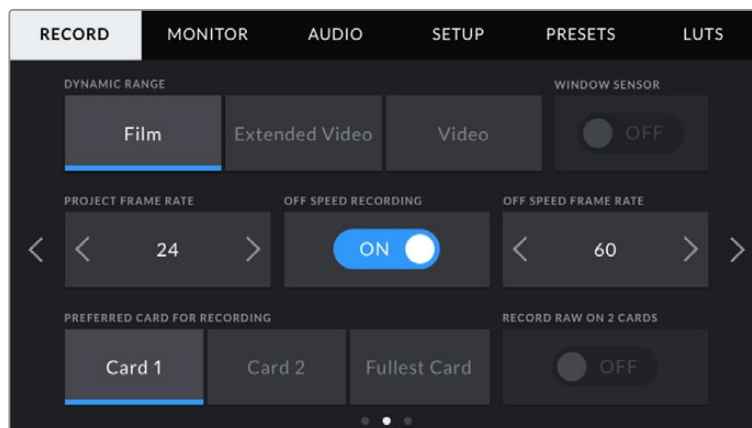 RECORD MONITOR AUDIO SETUP PRESETS LUTS
DYNAMIC RANGE WINDOW SENSOR
Film Extended Video Video OFF
PROJECT FRAME RATE OFF SPEED RECORDING OFF SPEED FRAME RATE
24 ON 60
PREFERRED CARD FOR RECORDING RECORD RAW ON 2 CARDS
Card 1 Card 2 Fullest Card OFF